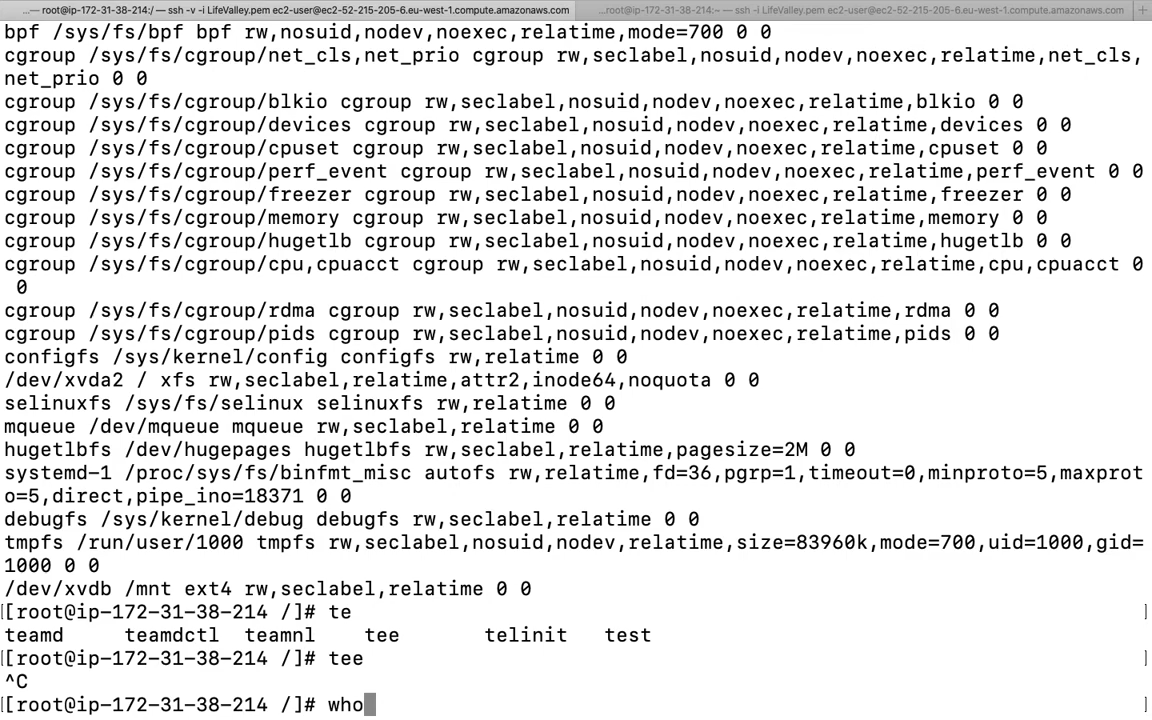 ...— root@ip-172-31-38-214:/ — ssh -v -i LifeValley.pem ec2-user@ec2-52-215-205-6.eu-west-1.compute.amazonaws.com
...root@ip-172-31-38-214:~ — ssh -i LifeValley.pem ec2-user@ec2-52-215-205-6.eu-west-1.compute.amazonaws.com +
bpf /sys/fs/bpf bpf rw,nosuid,nodev,noexec,relatime,mode=700 0 0
cgroup /sys/fs/cgroup/net_cls,net_prio cgroup rw,seclabel,nosuid,nodev,noexec,relatime,net_cls,
net_prio 0 0
cgroup /sys/fs/cgroup/blkio cgroup rw,seclabel,nosuid,nodev,noexec,relatime,blkio 0 0
cgroup /sys/fs/cgroup/devices cgroup rw,seclabel,nosuid,nodev,noexec,relatime,devices 0 0
cgroup /sys/fs/cgroup/cpuset cgroup rw,seclabel,nosuid,nodev,noexec,relatime,cpuset 0 0
cgroup /sys/fs/cgroup/perf_event cgroup rw,seclabel,nosuid,nodev,noexec,relatime,perf_event 0 0
cgroup /sys/fs/cgroup/freezer cgroup rw,seclabel,nosuid,nodev,noexec,relatime,freezer 0 0
cgroup /sys/fs/cgroup/memory cgroup rw,seclabel,nosuid,nodev,noexec,relatime,memory 0 0
cgroup /sys/fs/cgroup/hugetlb cgroup rw,seclabel,nosuid,nodev,noexec,relatime,hugetlb 0 0
cgroup /sys/fs/cgroup/cpu,cpuacct cgroup rw,seclabel,nosuid,nodev,noexec,relatime,cpu,cpuacct 0
 0
cgroup /sys/fs/cgroup/rdma cgroup rw,seclabel,nosuid,nodev,noexec,relatime,rdma 0 0
cgroup /sys/fs/cgroup/pids cgroup rw,seclabel,nosuid,nodev,noexec,relatime,pids 0 0
configfs /sys/kernel/config configfs rw,relatime 0 0
/dev/xvda2 / xfs rw,seclabel,relatime,attr2,inode64,noquota 0 0
selinuxfs /sys/fs/selinux selinuxfs rw,relatime 0 0
mqueue /dev/mqueue mqueue rw,seclabel,relatime 0 0
hugetlbfs /dev/hugepages hugetlbfs rw,seclabel,relatime,pagesize=2M 0 0
systemd-1 /proc/sys/fs/binfmt_misc autofs rw,relatime,fd=36,pgrp=1,timeout=0,minproto=5,maxprot
o=5,direct,pipe_ino=18371 0 0
debugfs /sys/kernel/debug debugfs rw,seclabel,relatime 0 0
tmpfs /run/user/1000 tmpfs rw,seclabel,nosuid,nodev,relatime,size=83960k,mode=700,uid=1000,gid=
1000 0 0
/dev/xvdb /mnt ext4 rw,seclabel,relatime 0 0
[[root@ip-172-31-38-214 /]# te ]
teamd teamdctl teamnl tee telinit test
[[root@ip-172-31-38-214 /]# tee ]
^C
[[root@ip-172-31-38-214 /]# who ]